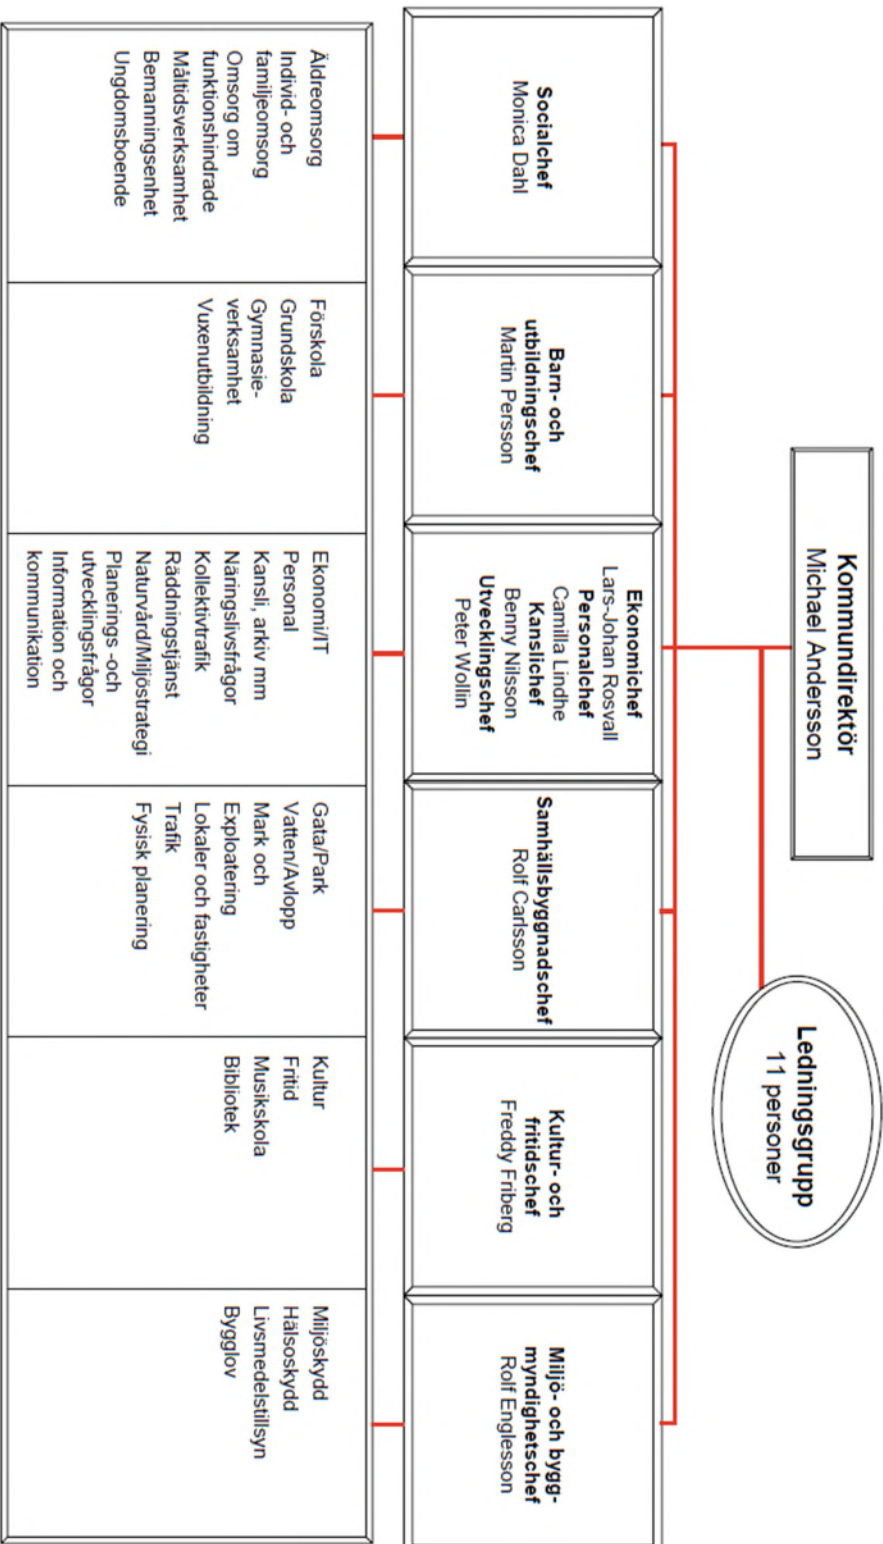 Kommundirektör
Michael Andersson
Ledningsgrupp
11 personer
Socialchef
Monica Dahl
Barn- och
utbildningschef
Martin Persson
Ekonomichef
Lars-Johan Rosvall
Personalchef
Camilla Lindhe
Kanslichef
Benny Nilsson
Utvecklingschef
Peter Wollin
Samhällsbyggnadschef
Rolf Carlsson
Kultur- och
fritidschef
Freddy Friberg
Miljö- och bygg-
myndighetschef
Rolf Englesson
Äldreomsorg
Individ- och
familjeomsorg
Omsorg om
funktionshindrade
Måltidsverksamhet
Bemanningsenhet
Ungdomsboende
Förskola
Grundskola
Gymnasie-
verksamhet
Vuxenutbildning
Ekonomi/IT
Personal
Kansli, arkiv mm
Näringslivsfrågor
Kollektivtrafik
Räddningstjänst
Naturvård/Miljöstrategi
Planerings -och
utvecklingsfrågor
Information och
kommunikation
Gata/Park
Vatten/Avlopp
Mark och
Exploatering
Lokaler och fastigheter
Trafik
Fysisk planering
Kultur
Fritid
Musikskola
Bibliotek
Miljöskydd
Hälsoskydd
Livsmedelstillsyn
Bygglov